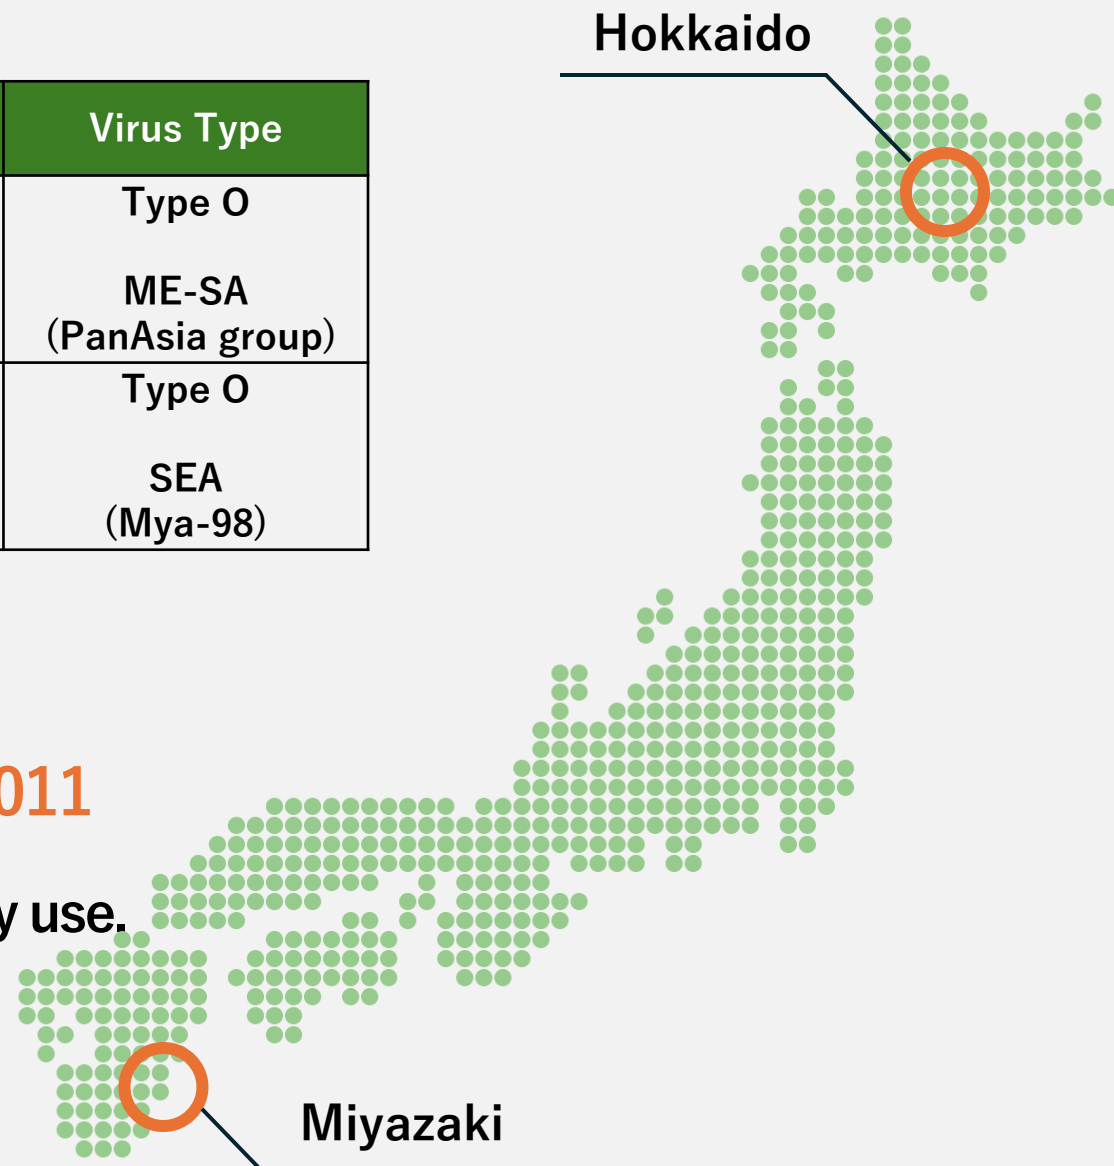 Hokkaido
Virus Type
Type O
ME-SA
(PanAsia group)
Type O
SEA
(Mya-98)
011
y use.
Miyazaki